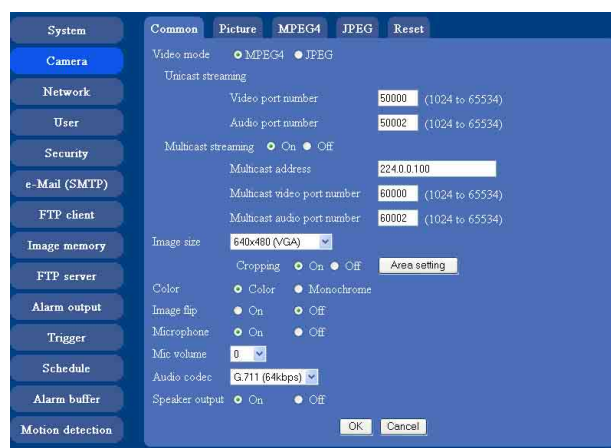 System
Camera
Network
User
Security
e-Mail (SMTP)
FTP client
Image memory
FTP server
Alarm output
Trigger
Schedule
Alarm buffer
Motion detection
Common Picture MPEG4 JPEG Reset
Video mode MPEG4 JPEG
Unicast streaming
Video port number 50000 (1024 to 65534)
Audio port number 50002 (1024 to 65534)
Multicast streaming On Off
Multicast address 224.0.0.100
Multicast video port number 60000 (1024 to 65534)
Multicast audio port number 60002 (1024 to 65534)
Image size 640x480 (VGA)
Cropping On Off Area setting
Color Color Monochrome
Image flip On Off
Microphone On Off
Mic volume 0
Audio codec G.711 (64kbps)
Speaker output On Off
OK Cancel